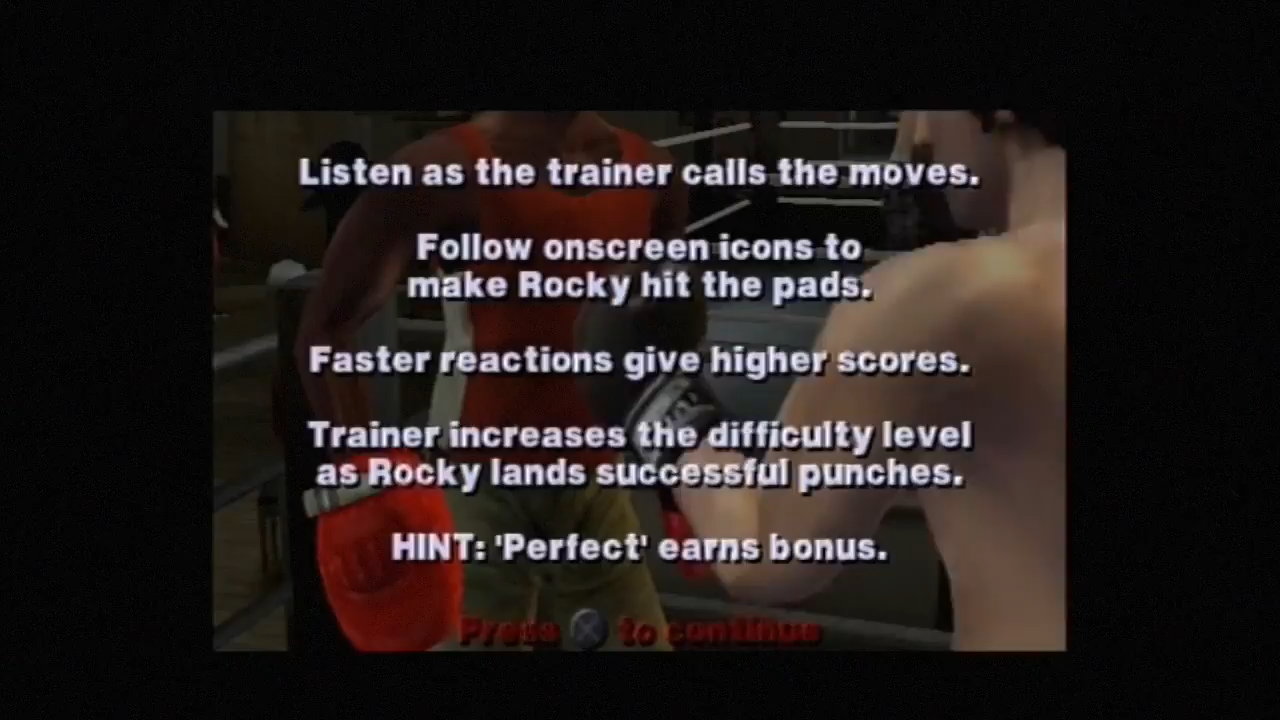 Listen as the trainer calls the moves.
Follow onscreen icons to
make Rocky hit the pads.
Faster reactions give higher scores.
Trainer increases the difficulty level
as Rocky lands successful punches.
HINT: 'Perfect' earns bonus.
Press X to continue